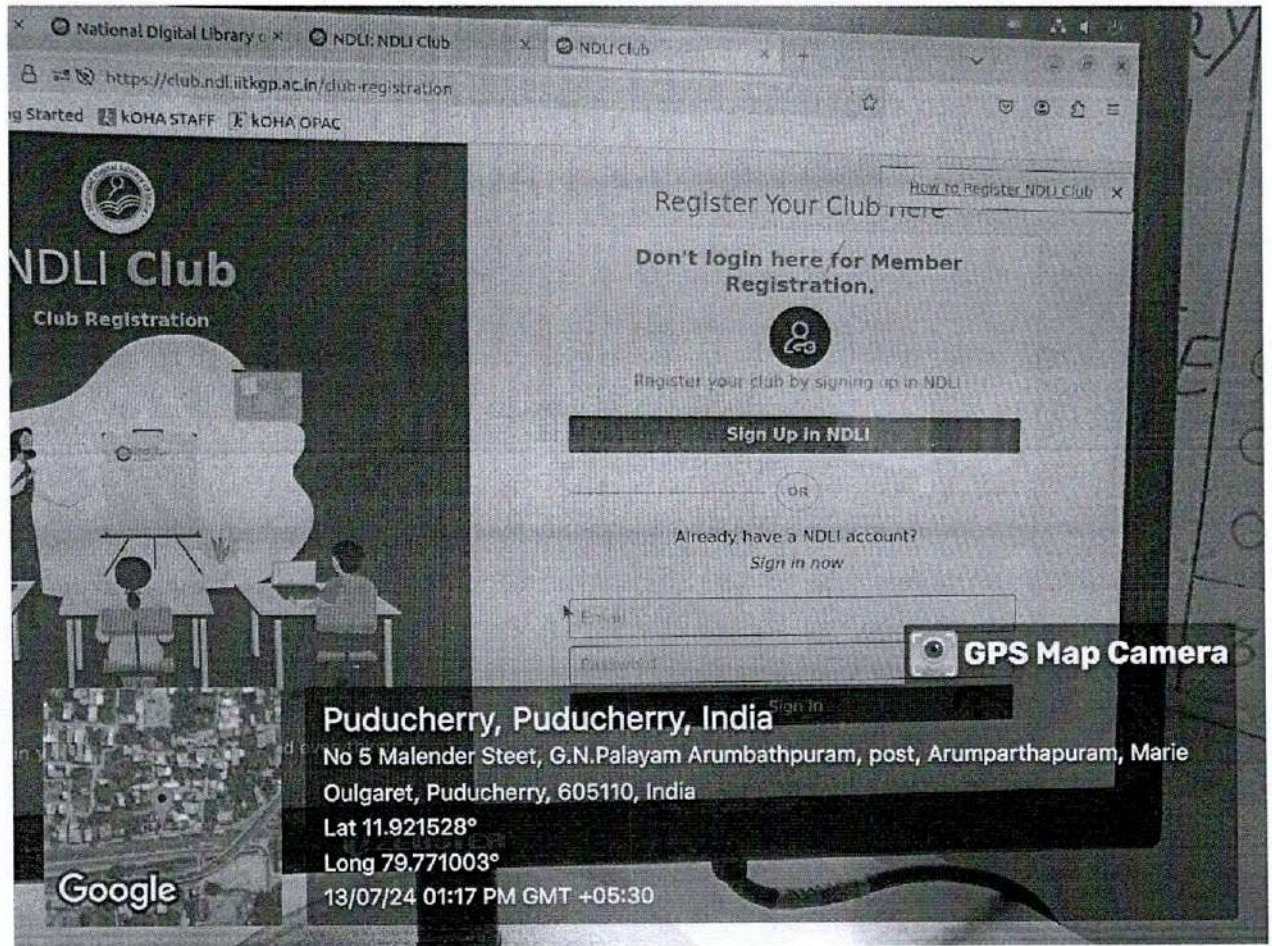 National Digital Library
NDLI: NDLI Club
NDLI Club
https://club.ndl.iitkgp.ac.in/club-registration
g Started
KOHA STAFF
KOHA OPAC
How to Register NDLI Club
Register Your Club Here
Don't login here for Member
Registration.
Register your club by signing up in NDLI
Sign Up in NDLI
OR
Already have a NDLI account?
Sign in now
Email
Password
Sign In
NDLI Club
Club Registration
GPS Map Camera
Puducherry, Puducherry, India
No 5 Malender Steet, G.N.Palayam Arumbathpuram, post, Arumparthapuram, Marie
Oulgaret, Puducherry, 605110, India
Lat 11.921528°
Long 79.771003°
13/07/24 01:17 PM GMT +05:30
Google